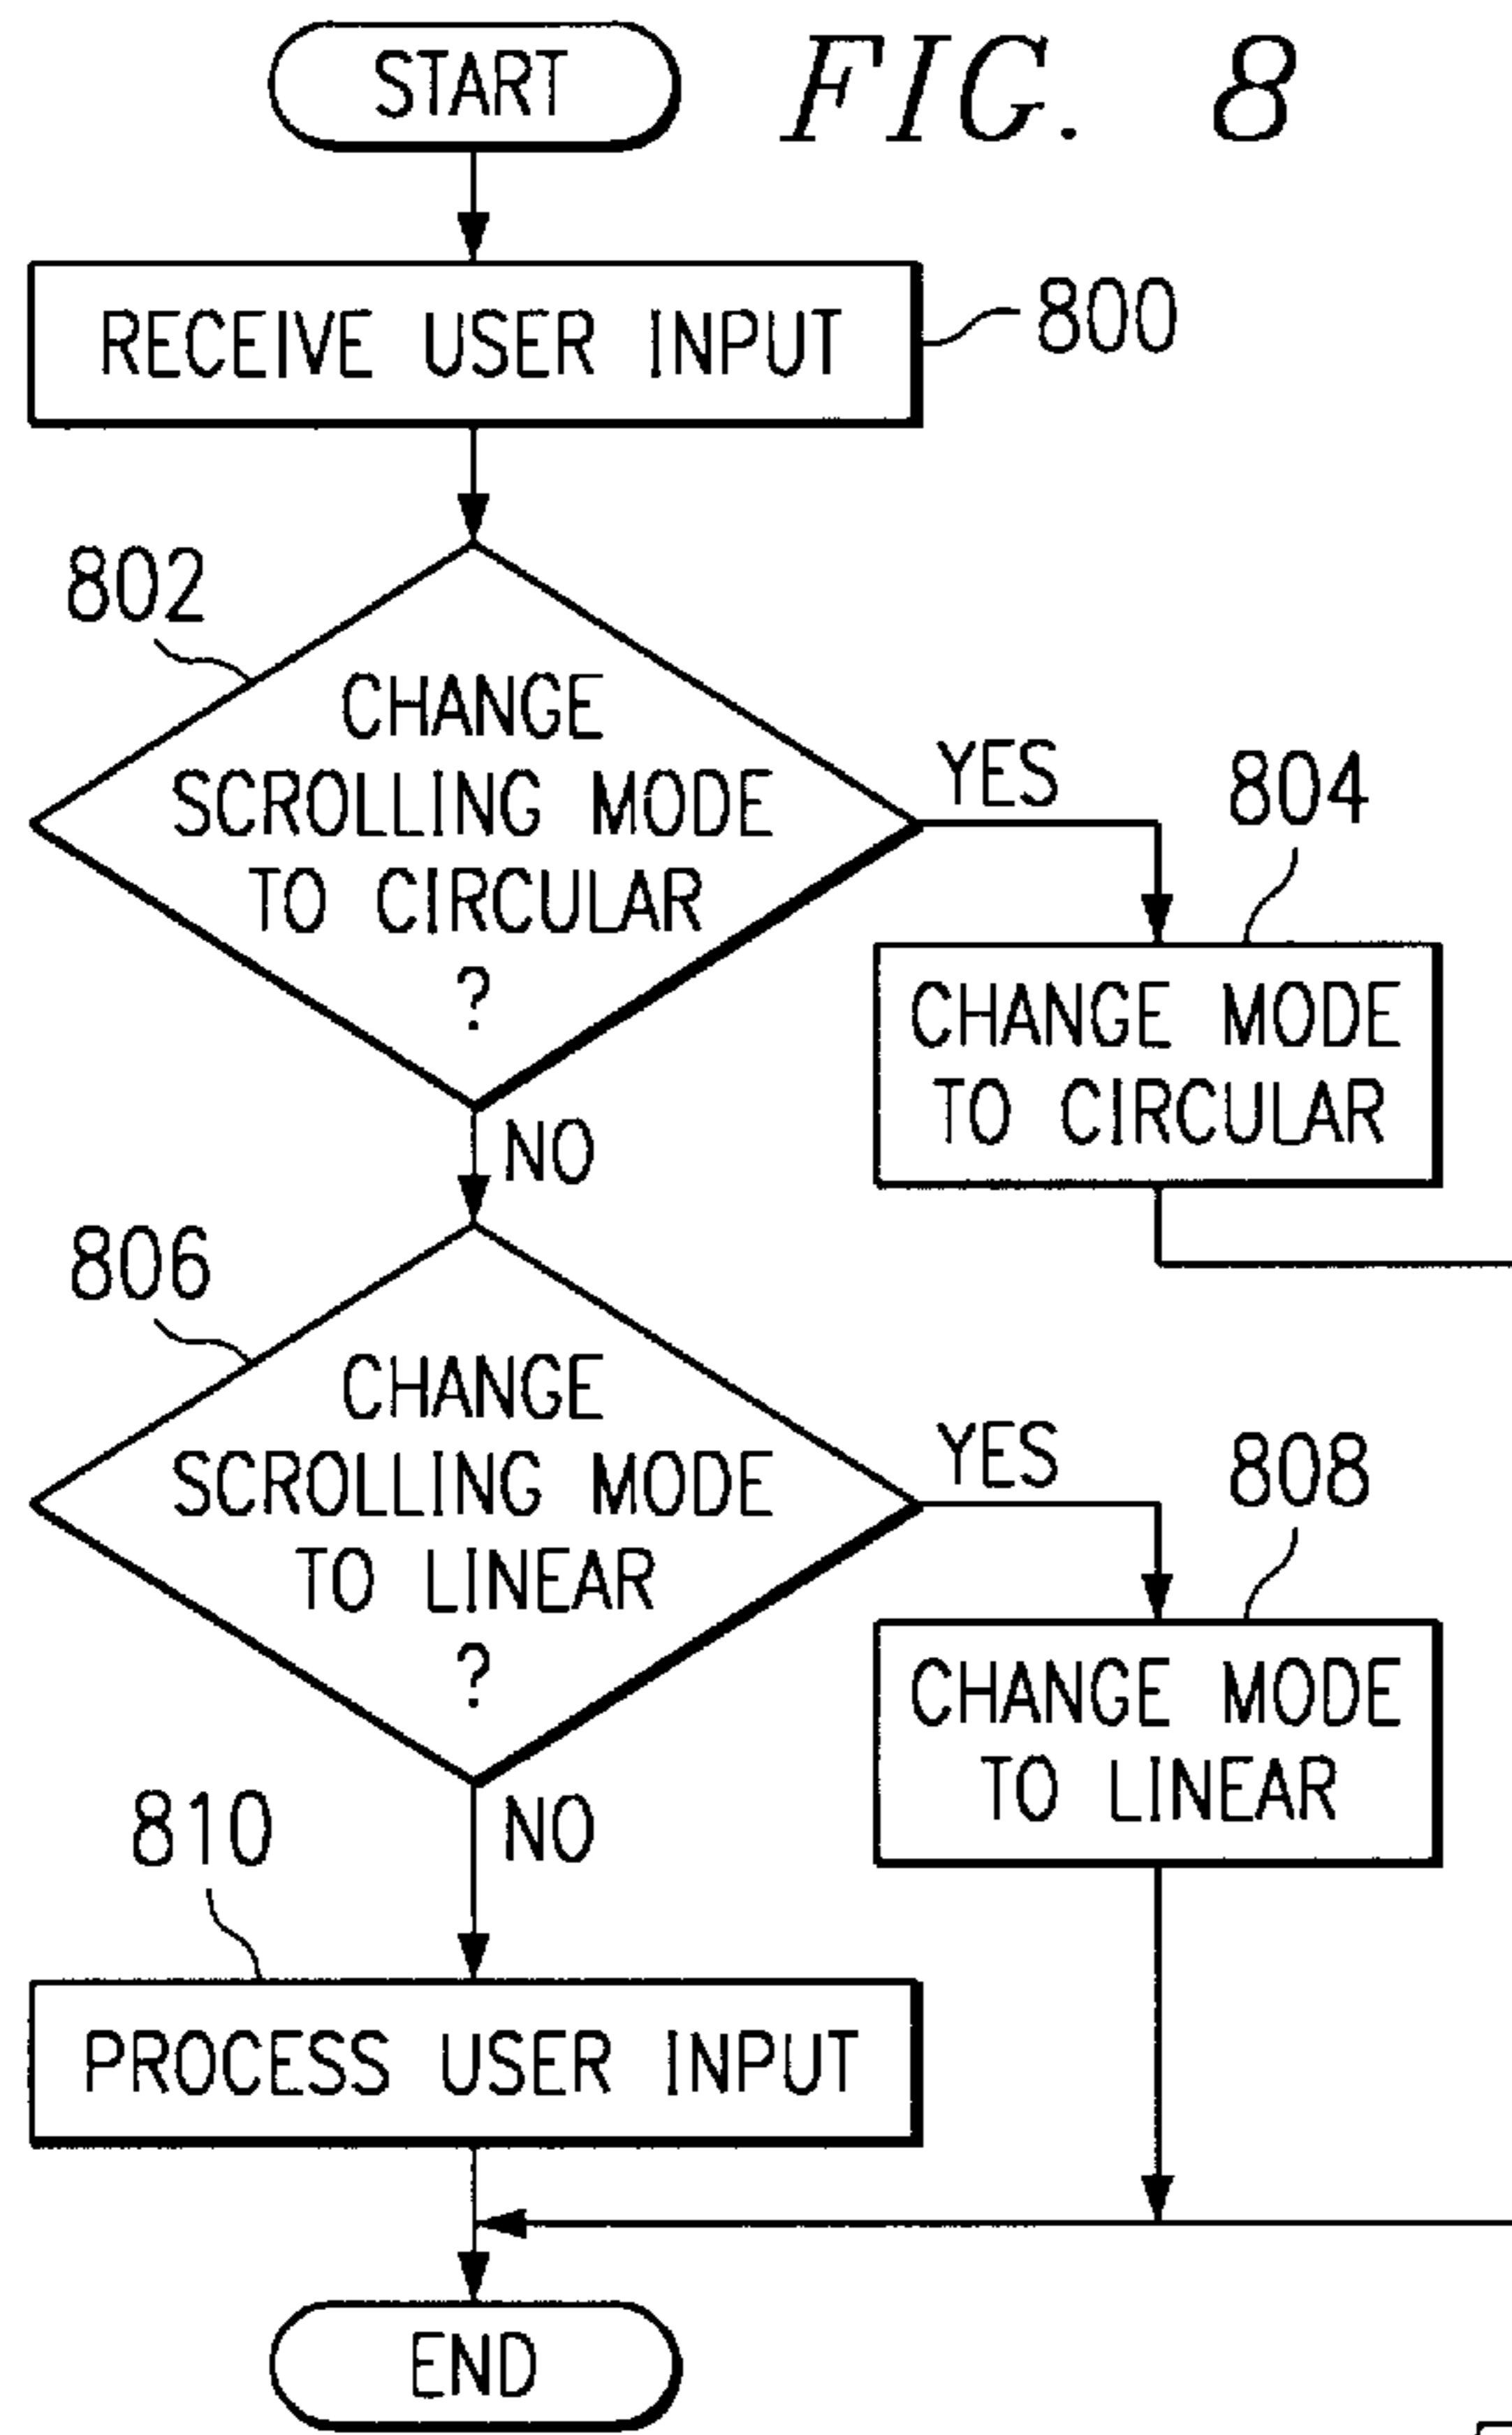 START
FIG. 8
RECEIVE USER INPUT
800
802
CHANGE
SCROLLING MODE
TO CIRCULAR
?
YES
804
CHANGE MODE
TO CIRCULAR
NO
806
CHANGE
SCROLLING MODE
TO LINEAR
?
YES
808
CHANGE MODE
TO LINEAR
NO
810
PROCESS USER INPUT
END